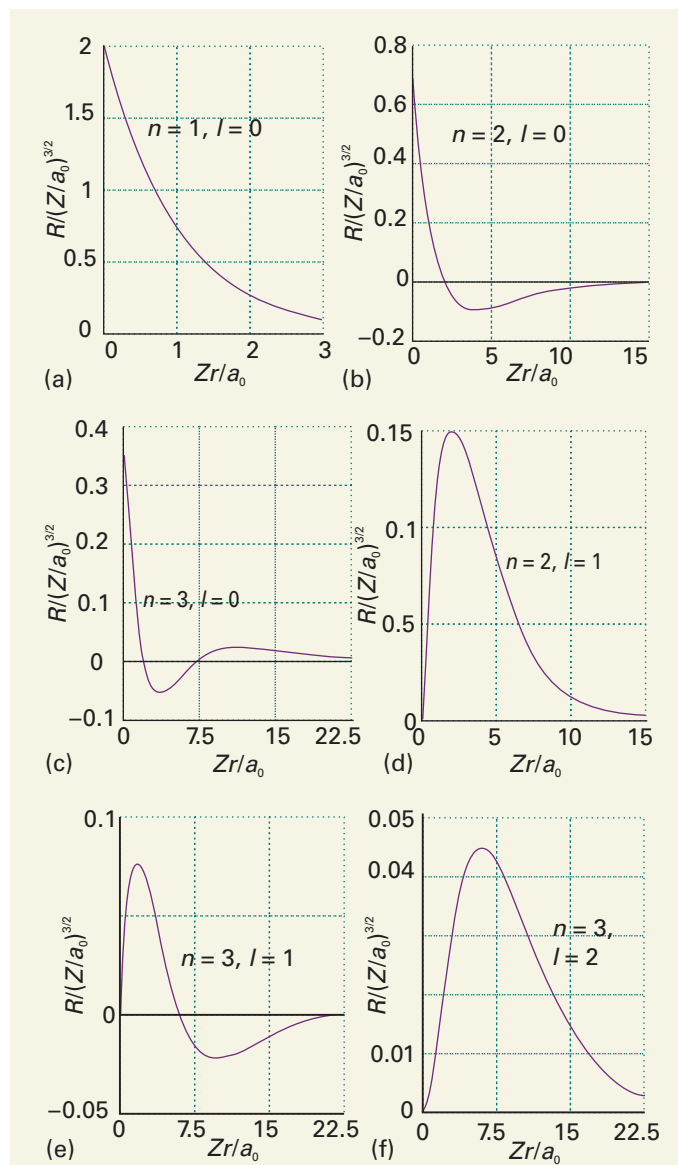 2
1.5
1
0.5
0
R/(Z/a₀)^3/2
n = 1, l = 0
0 1 2 3
Zr/a₀
(a)
0.8
0.6
0.4
0.2
0
−0.2
R/(Z/a₀)^3/2
n = 2, l = 0
0 5 10 15
Zr/a₀
(b)
0.4
0.3
0.2
0.1
0
−0.1
R/(Z/a₀)^3/2
n = 3, l = 0
0 7.5 15 22.5
Zr/a₀
(c)
0.15
0.1
0.5
0
R/(Z/a₀)^3/2
n = 2, l = 1
0 5 10 15
Zr/a₀
(d)
0.1
0
−0.05
R/(Z/a₀)^3/2
n = 3, l = 1
0 7.5 15 22.5
Zr/a₀
(e)
0.05
0.04
0.01
0
R/(Z/a₀)^3/2
n = 3,
l = 2
0 7.5 15 22.5
Zr/a₀
(f)